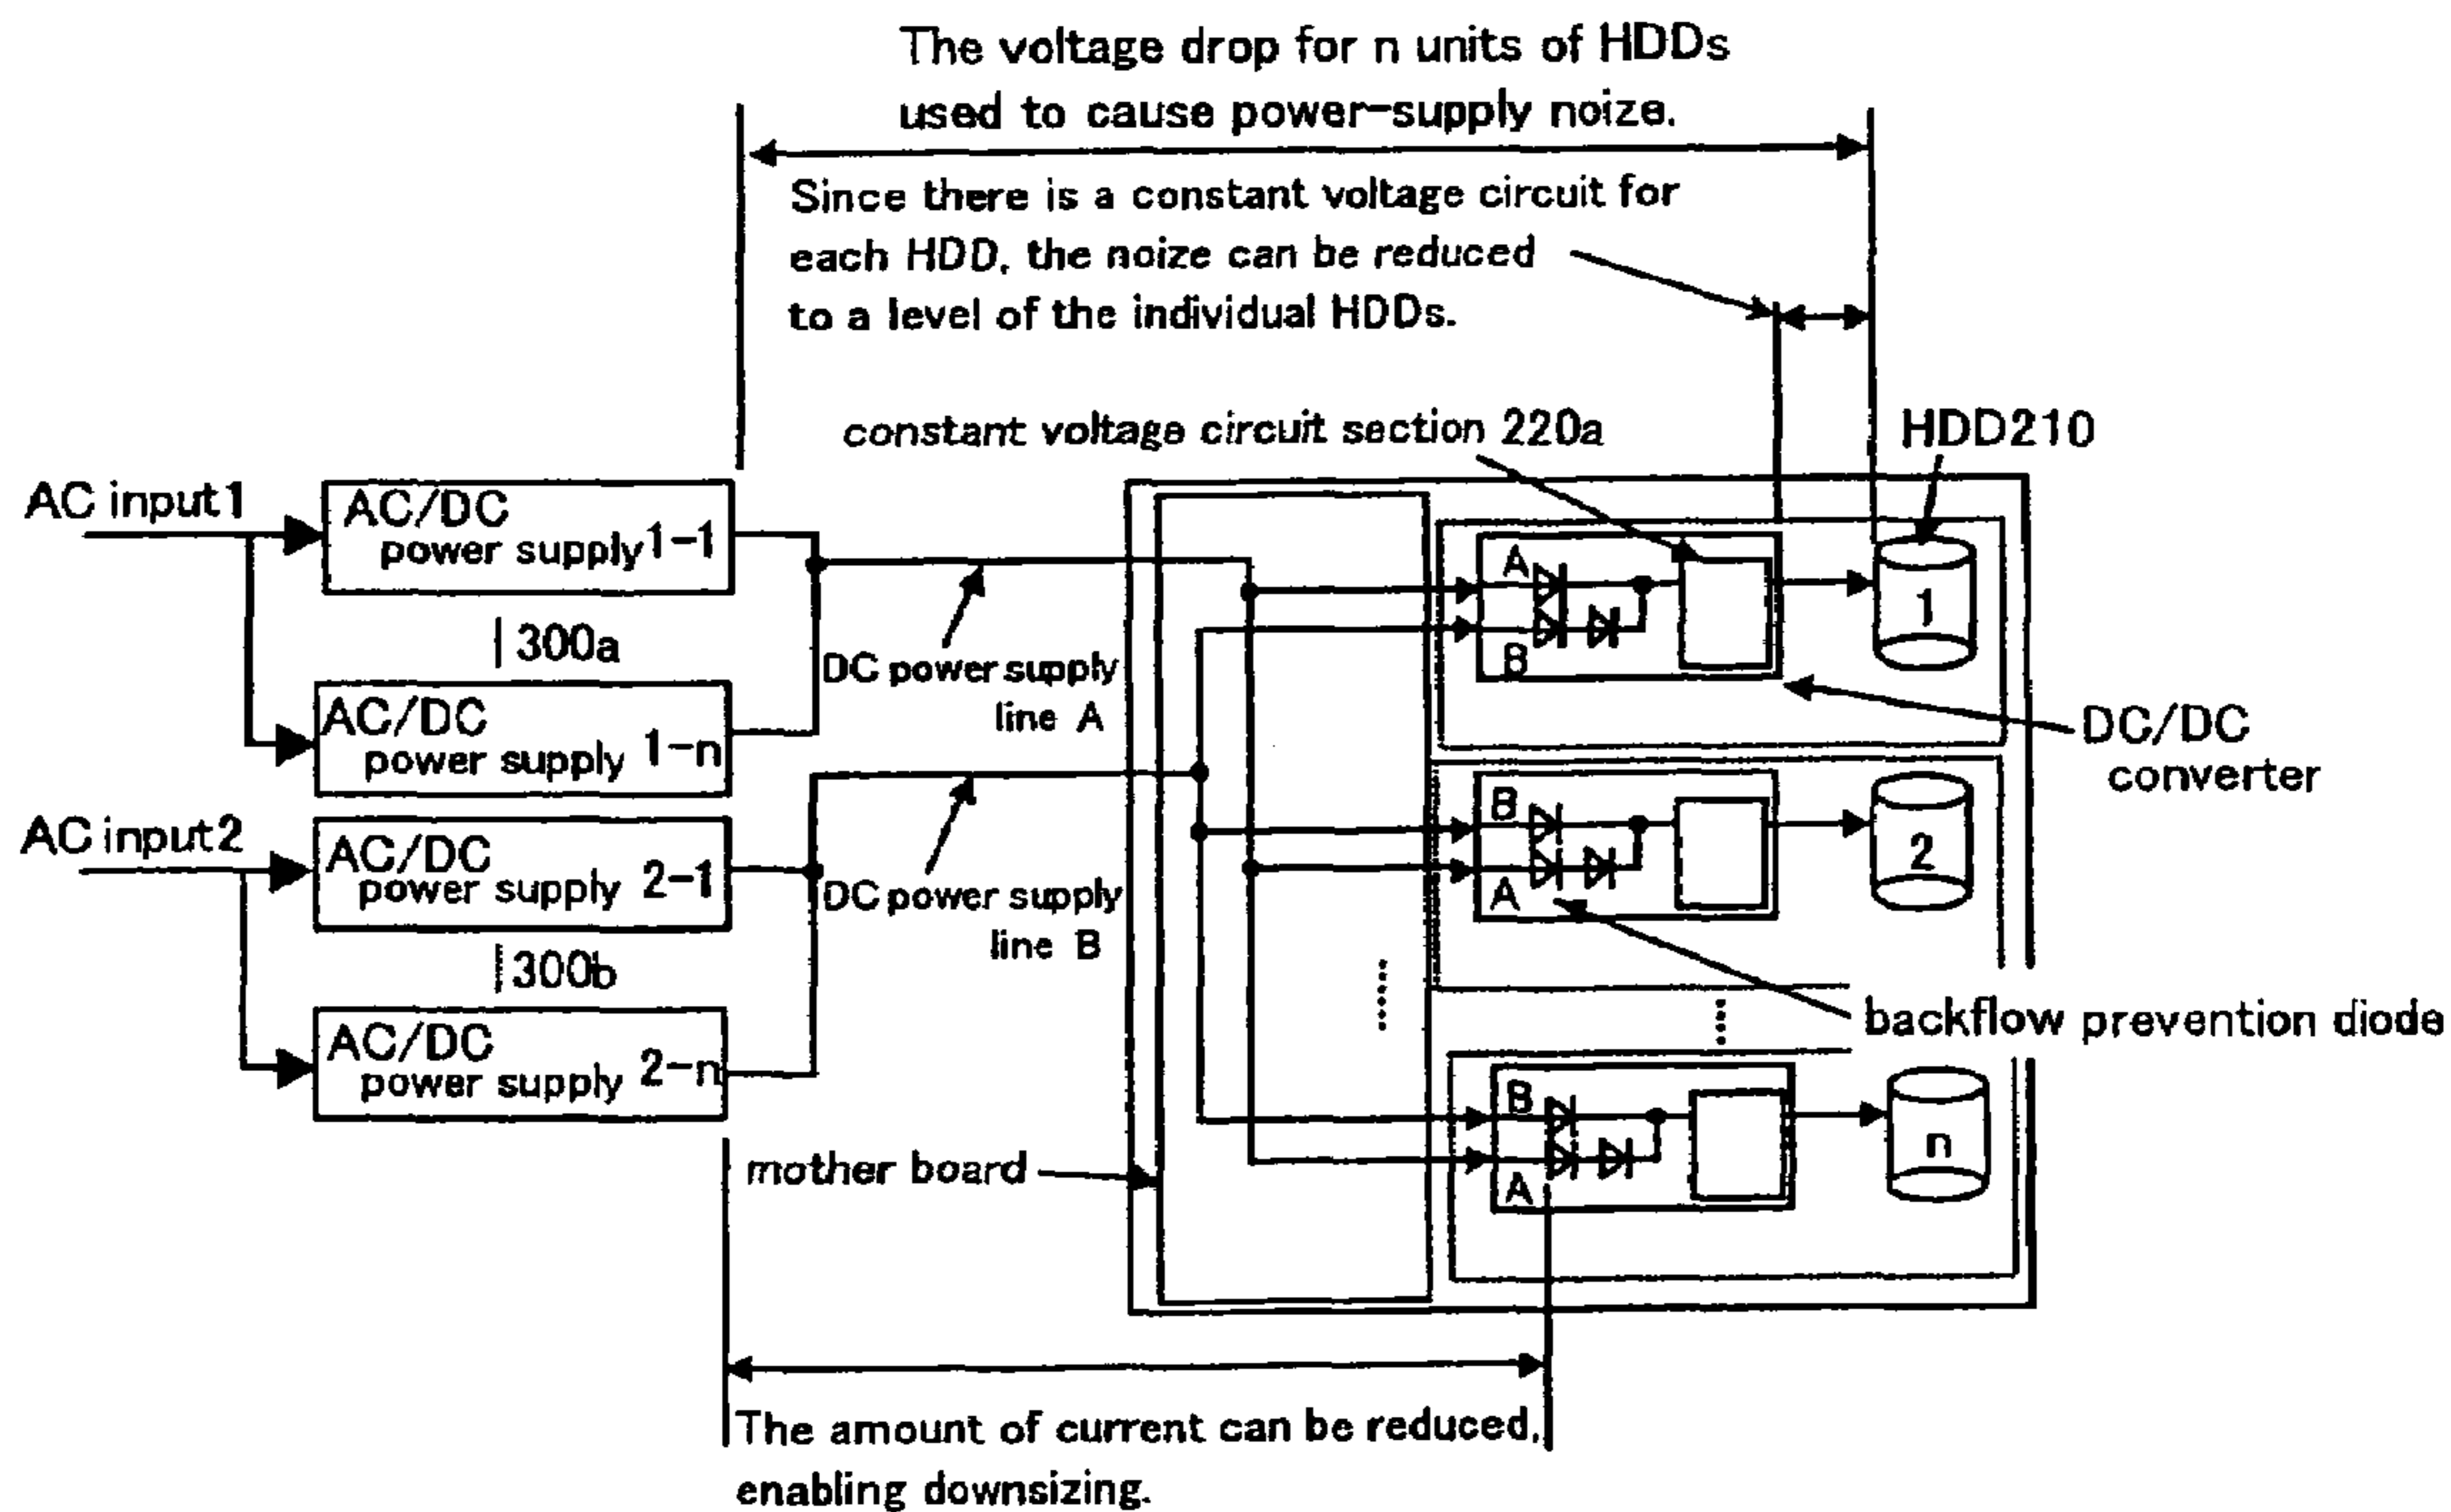 The voltage drop for n units of HDDs
used to cause power-supply noize.
Since there is a constant voltage circuit for
each HDD, the noize can be reduced
to a level of the individual HDDs.
constant voltage circuit section 220a
HDD210
AC input1
AC/DC
power supply 1-1
300a
AC/DC
power supply 1-n
AC input2
AC/DC
power supply 2-1
300b
AC/DC
power supply 2-n
DC power supply
line A
DC power supply
line B
A
B
1
DC/DC
converter
B
A
2
backflow prevention diode
B
A
n
mother board
The amount of current can be reduced,
enabling downsizing.